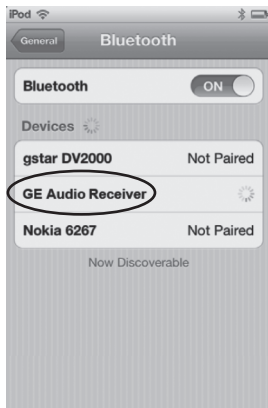 iPod
General Bluetooth
Bluetooth ON
Devices
gstar DV2000 Not Paired
GE Audio Receiver
Nokia 6267 Not Paired
Now Discoverable